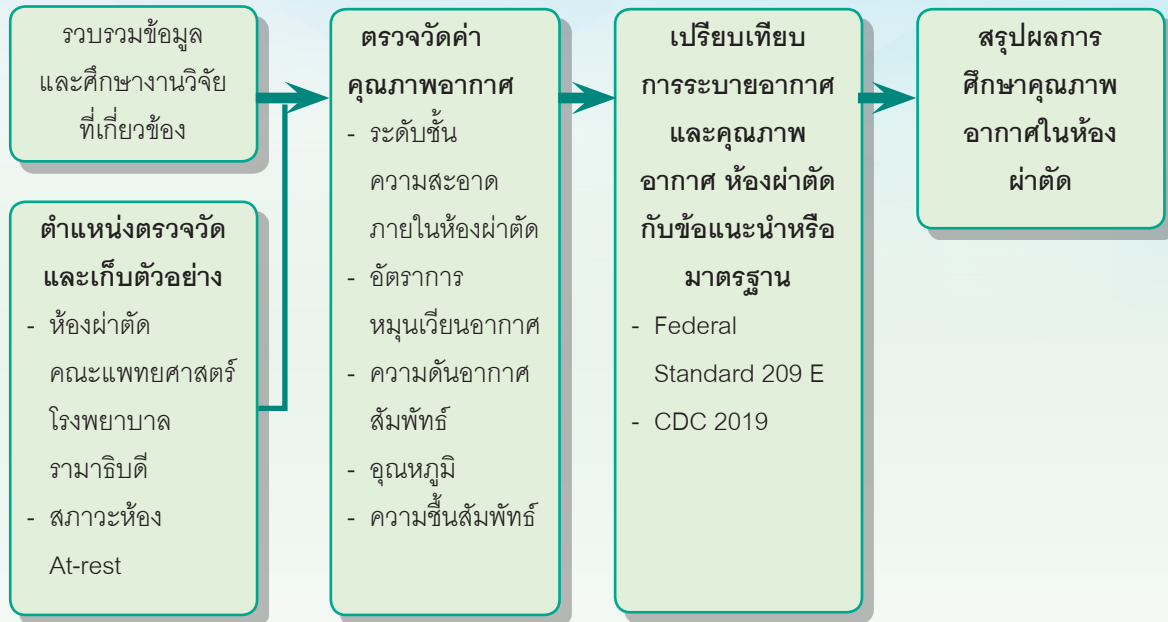 รวบรวมข้อมูล
และศึกษางานวิจัย
ที่เกี่ยวข้อง
ตำแหน่งตรวจวัด
และเก็บตัวอย่าง
- ห้องผ่าตัด
คณะแพทยศาสตร์
โรงพยาบาล
รามาธิบดี
- สภาวะห้อง
At-rest
ตรวจวัดค่า
คุณภาพอากาศ
- ระดับชั้น
ความสะอาด
ภายในห้องผ่าตัด
- อัตราการ
หมุนเวียนอากาศ
- ความดันอากาศ
สัมพัทธ์
- อุณหภูมิ
- ความชื้นสัมพัทธ์
เปรียบเทียบ
การระบายอากาศ
และคุณภาพ
อากาศ ห้องผ่าตัด
กับข้อแนะนำหรือ
มาตรฐาน
- Federal
Standard 209 E
- CDC 2019
สรุปผลการ
ศึกษาคุณภาพ
อากาศในห้อง
ผ่าตัด